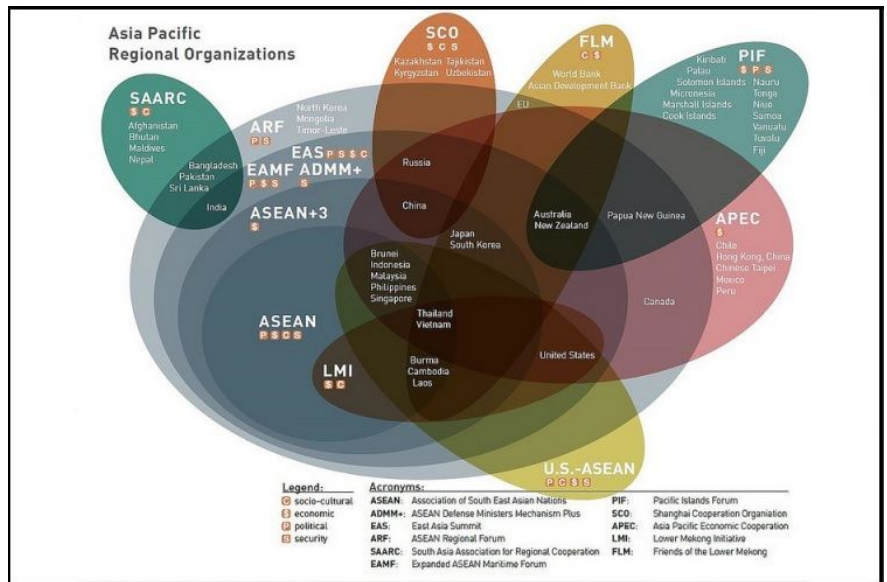 Asia Pacific
Regional Organizations
SCO
$ C S
Kazakhstan Tajikistan
Kyrgyzstan Uzbekistan
FLM
C $
World Bank
Asian Development Bank
EU
PIF
$ P S
Kiribati
Palau
Solomon Islands
Micronesia
Marshall Islands
Cook Islands
Nauru
Tonga
Niue
Samoa
Vanuatu
Tuvalu
Fiji
SAARC
$ C
Afghanistan
Bhutan
Maldives
Nepal
Bangladesh
Pakistan
Sri Lanka
India
ARF
P S
North Korea
Mongolia
Timor-Leste
EAS P S $ C
EAMF
P $ S
ADMM+
S
ASEAN+3
$
Russia
China
Japan
South Korea
Australia
New Zealand
Papua New Guinea
APEC
$
Chile
Hong Kong, China
Chinese Taipei
Mexico
Peru
Canada
Brunei
Indonesia
Malaysia
Philippines
Singapore
ASEAN
P $ C S
Thailand
Vietnam
LMI
$ C
Burma
Cambodia
Laos
United States
U.S.-ASEAN
P C $ S
Legend:
C socio-cultural
$ economic
P political
S security
Acronyms:
ASEAN: Association of South East Asian Nations
ADMM+: ASEAN Defense Ministers Mechanism Plus
EAS: East Asia Summit
ARF: ASEAN Regional Forum
SAARC: South Asia Association for Regional Cooperation
EAMF: Expanded ASEAN Maritime Forum
PIF: Pacific Islands Forum
SCO: Shanghai Cooperation Organiation
APEC: Asia Pacific Economic Cooperation
LMI: Lower Mekong Initiative
FLM: Friends of the Lower Mekong